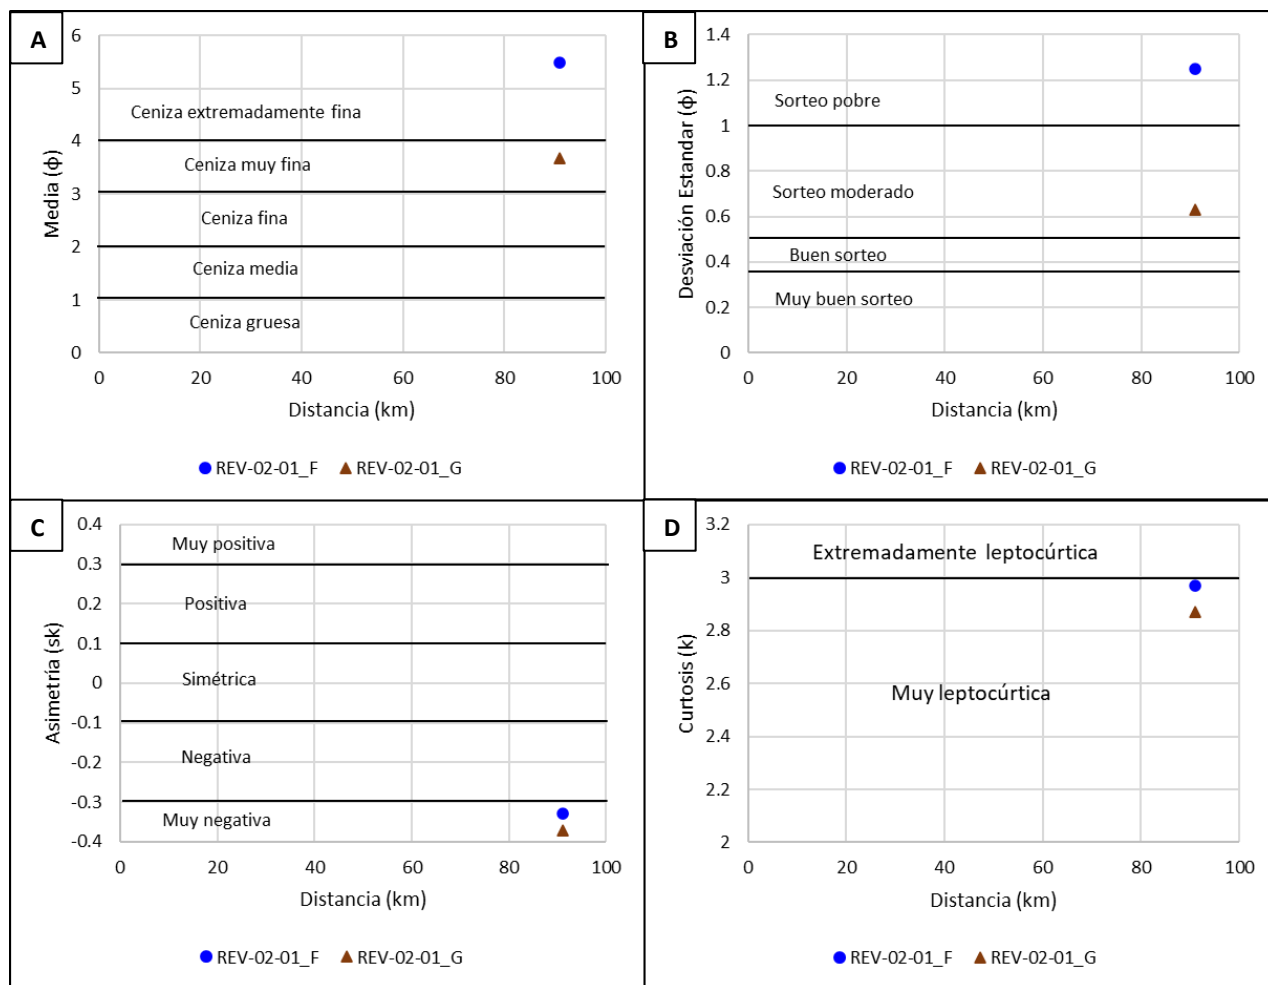 A
Media (ϕ)
6
5
4
3
2
1
0
Ceniza extremadamente fina
Ceniza muy fina
Ceniza fina
Ceniza media
Ceniza gruesa
0 20 40 60 80 100
Distancia (km)
REV-02-01_F REV-02-01_G
B
Desviación Estandar (ϕ)
1.4
1.2
1
0.8
0.6
0.4
0.2
0
Sorteo pobre
Sorteo moderado
Buen sorteo
Muy buen sorteo
0 20 40 60 80 100
Distancia (km)
REV-02-01_F REV-02-01_G
C
Asimetría (sk)
0.4
0.3
0.2
0.1
0
-0.1
-0.2
-0.3
-0.4
Muy positiva
Positiva
Simétrica
Negativa
Muy negativa
0 20 40 60 80 100
Distancia (km)
REV-02-01_F REV-02-01_G
D
Curtosis (k)
3.2
3
2.8
2.6
2.4
2.2
2
Extremadamente leptocúrtica
Muy leptocúrtica
0 20 40 60 80 100
Distancia (km)
REV-02-01_F REV-02-01_G